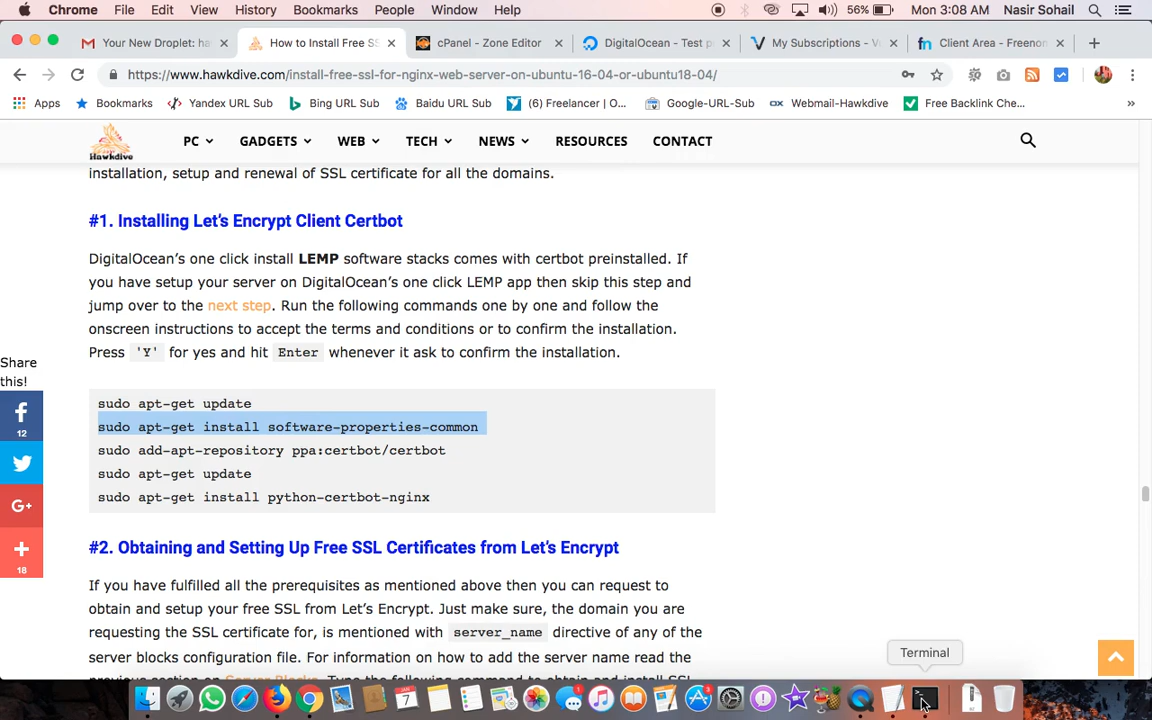 Chrome File Edit View History Bookmarks People Window Help 56% Mon 3:08 AM Nasir Sohail
Your New Droplet: ha How to Install Free SS cPanel - Zone Editor DigitalOcean - Test p My Subscriptions - V Client Area - Freenom
https://www.hawkdive.com/install-free-ssl-for-nginx-web-server-on-ubuntu-16-04-or-ubuntu18-04/
Apps Bookmarks Yandex URL Sub Bing URL Sub Baidu URL Sub (6) Freelancer | O... Google-URL-Sub Webmail-Hawkdive Free Backlink Che... »
Hawkdive PC GADGETS WEB TECH NEWS RESOURCES CONTACT
installation, setup and renewal of SSL certificate for all the domains.
#1. Installing Let's Encrypt Client Certbot
DigitalOcean's one click install LEMP software stacks comes with certbot preinstalled. If
you have setup your server on DigitalOcean's one click LEMP app then skip this step and
jump over to the next step. Run the following commands one by one and follow the
onscreen instructions to accept the terms and conditions or to confirm the installation.
Press 'Y' for yes and hit Enter whenever it ask to confirm the installation.
Share
this!
12
G+
18
sudo apt-get update
sudo apt-get install software-properties-common
sudo add-apt-repository ppa:certbot/certbot
sudo apt-get update
sudo apt-get install python-certbot-nginx
#2. Obtaining and Setting Up Free SSL Certificates from Let's Encrypt
If you have fulfilled all the prerequisites as mentioned above then you can request to
obtain and setup your free SSL from Let's Encrypt. Just make sure, the domain you are
requesting the SSL certificate for, is mentioned with server_name directive of any of the
server blocks configuration file. For information on how to add the server name read the
Terminal